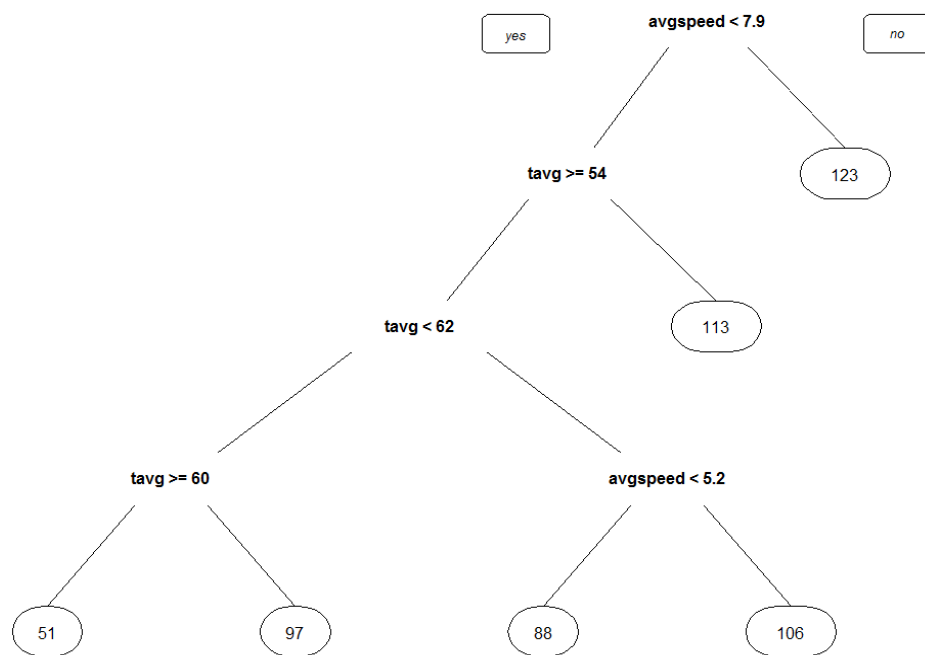 yes
avgspeed < 7.9
no
tavg >= 54
123
tavg < 62
113
tavg >= 60
avgspeed < 5.2
51
97
88
106